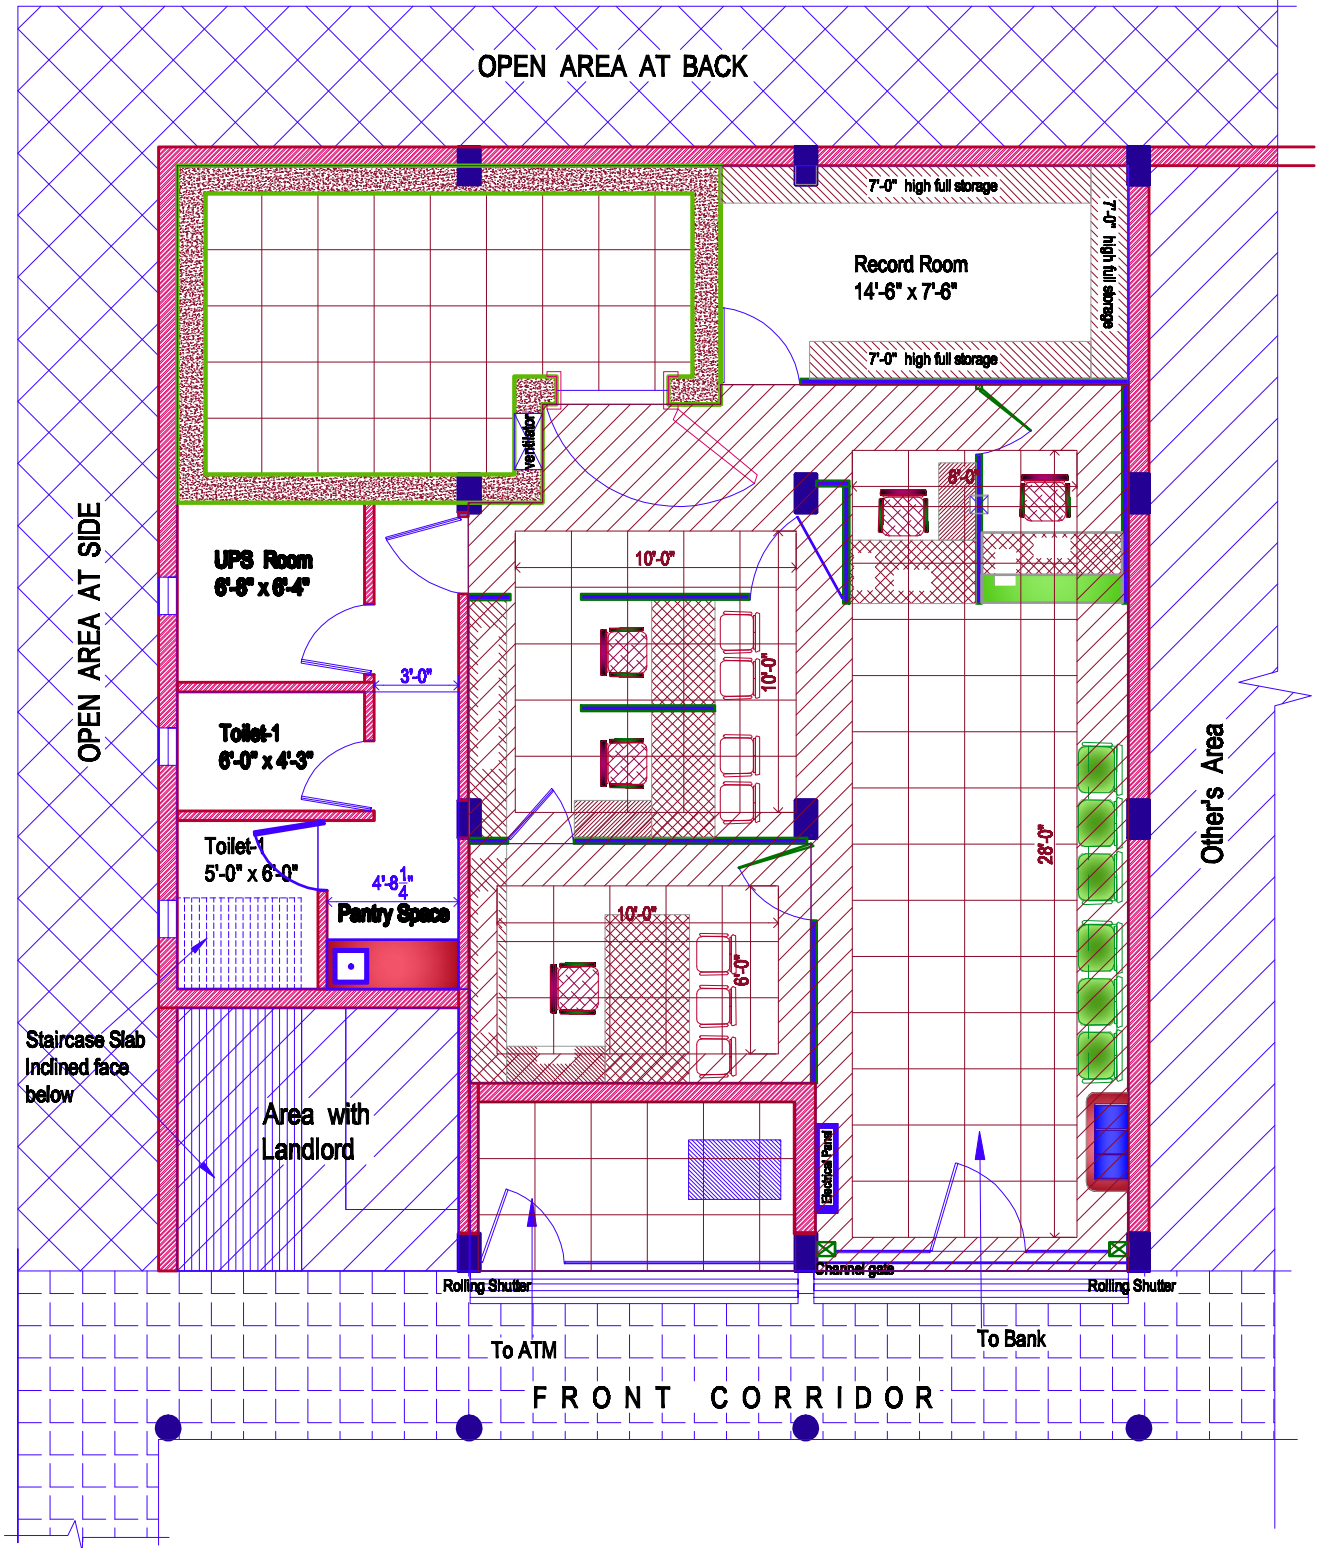 OPEN AREA AT BACK
7'-0" high full storage
7'-0" high full storage
Record Room
14'-6" x 7'-6"
7'-0" high full storage
ventilator
8'-0"
OPEN AREA AT SIDE
UPS Room
6'-6" x 6'-4"
10'-0"
3'-0"
10'-0"
Toilet-1
6'-0" x 4'-3"
Other's Area
Toilet-1
5'-0" x 6'-0"
28'-0"
4'-8 1/4"
Pantry Space
10'-0"
6'-0"
Staircase Slab
Inclined face
below
Area with
Landlord
Electrical Panel
Channel gate
Rolling Shutter
Rolling Shutter
To ATM
To Bank
FRONT CORRIDOR